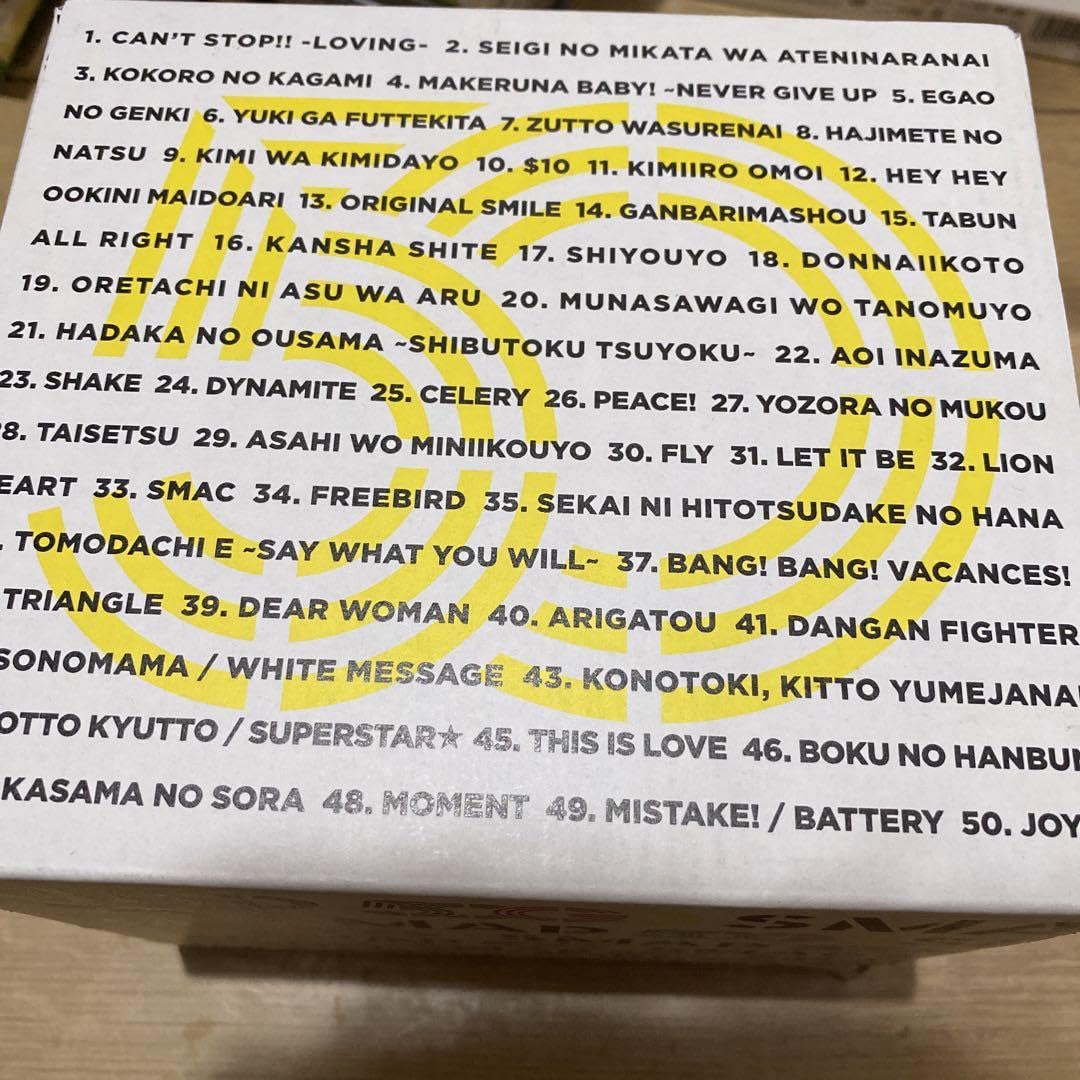 1. CAN'T STOP!! -LOVING- 2. SEIGI NO MIKATA WA ATENINARANAI
3. KOKORO NO KAGAMI 4. MAKERUNA BABY! ~NEVER GIVE UP 5. EGAO
NO GENKI 6. YUKI GA FUTTEKITA 7. ZUTTO WASURENAI 8. HAJIMETE NO
NATSU 9. KIMI WA KIMIDAYO 10. $10 11. KIMIIRO OMOI 12. HEY HEY
OOKINI MAIDOARI 13. ORIGINAL SMILE 14. GANBARIMASHOU 15. TABUN
ALL RIGHT 16. KANSHA SHITE 17. SHIYOUYO 18. DONNAIIKOTO
19. ORETACHI NI ASU WA ARU 20. MUNASAWAGI WO TANOMUYO
21. HADAKA NO OUSAMA ~SHIBUTOKU TSUYOKU~ 22. AOI INAZUMA
23. SHAKE 24. DYNAMITE 25. CELERY 26. PEACE! 27. YOZORA NO MUKOU
8. TAISETSU 29. ASAHI WO MINIIKOUYO 30. FLY 31. LET IT BE 32. LION
EART 33. SMAC 34. FREEBIRD 35. SEKAI NI HITOTSUDAKE NO HANA
. TOMODACHI E ~SAY WHAT YOU WILL~ 37. BANG! BANG! VACANCES!
TRIANGLE 39. DEAR WOMAN 40. ARIGATOU 41. DANGAN FIGHTER
SONOMAMA / WHITE MESSAGE 43. KONOTOKI, KITTO YUMEJANA
OTTO KYUTTO / SUPERSTAR★ 45. THIS IS LOVE 46. BOKU NO HANBU
KASAMA NO SORA 48. MOMENT 49. MISTAKE! / BATTERY 50. JOY